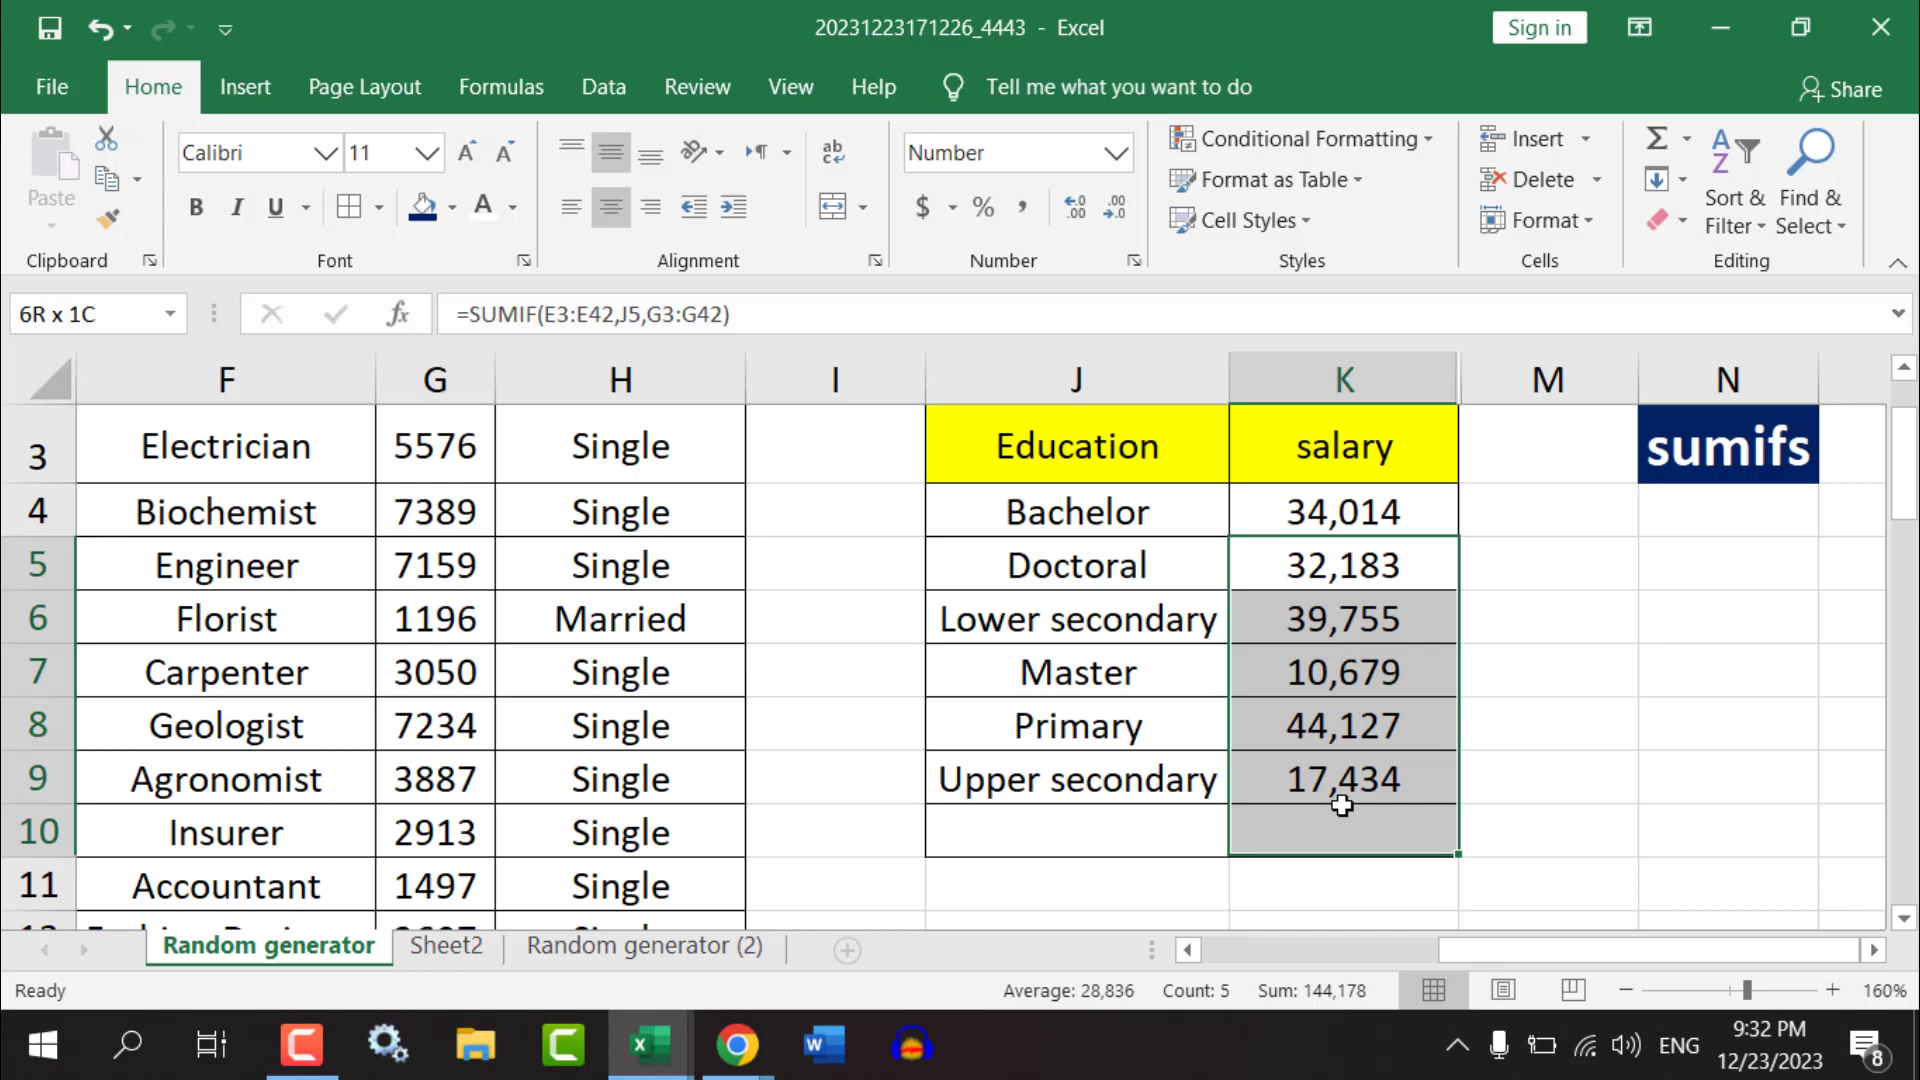 20231223171226_4443 - Excel
Sign in
File Home Insert Page Layout Formulas Data Review View Help Tell me what you want to do Share
Paste
Clipboard
Calibri 11
B I U A
Font
ab
c
Alignment
Number
$ % ,
Number
Conditional Formatting
Format as Table
Cell Styles
Styles
Insert
Delete
Format
Cells
Σ
Sort & Filter
Find & Select
Editing
6R x 1C fx =SUMIF(E3:E42,J5,G3:G42)
F G H I J K M N
3 Electrician 5576 Single Education salary sumifs
4 Biochemist 7389 Single Bachelor 34,014
5 Engineer 7159 Single Doctoral 32,183
6 Florist 1196 Married Lower secondary 39,755
7 Carpenter 3050 Single Master 10,679
8 Geologist 7234 Single Primary 44,127
9 Agronomist 3887 Single Upper secondary 17,434
10 Insurer 2913 Single
11 Accountant 1497 Single
Random generator Sheet2 Random generator (2)
Ready Average: 28,836 Count: 5 Sum: 144,178 160%
ENG 9:32 PM
12/23/2023 8